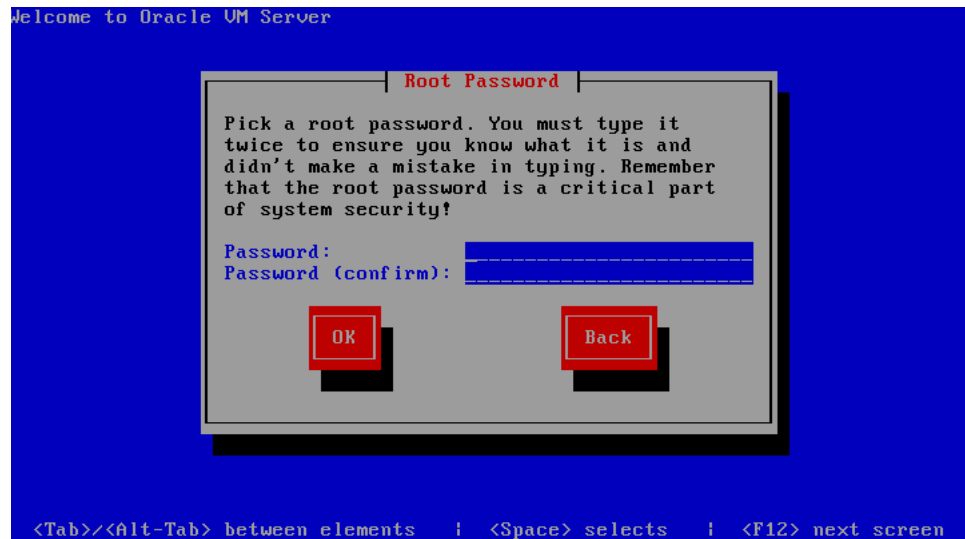 Welcome to Oracle VM Server
Root Password
Pick a root password. You must type it
twice to ensure you know what it is and
didn't make a mistake in typing. Remember
that the root password is a critical part
of system security!
Password:
Password (confirm):
OK Back
<Tab>/<Alt-Tab> between elements | <Space> selects | <F12> next screen